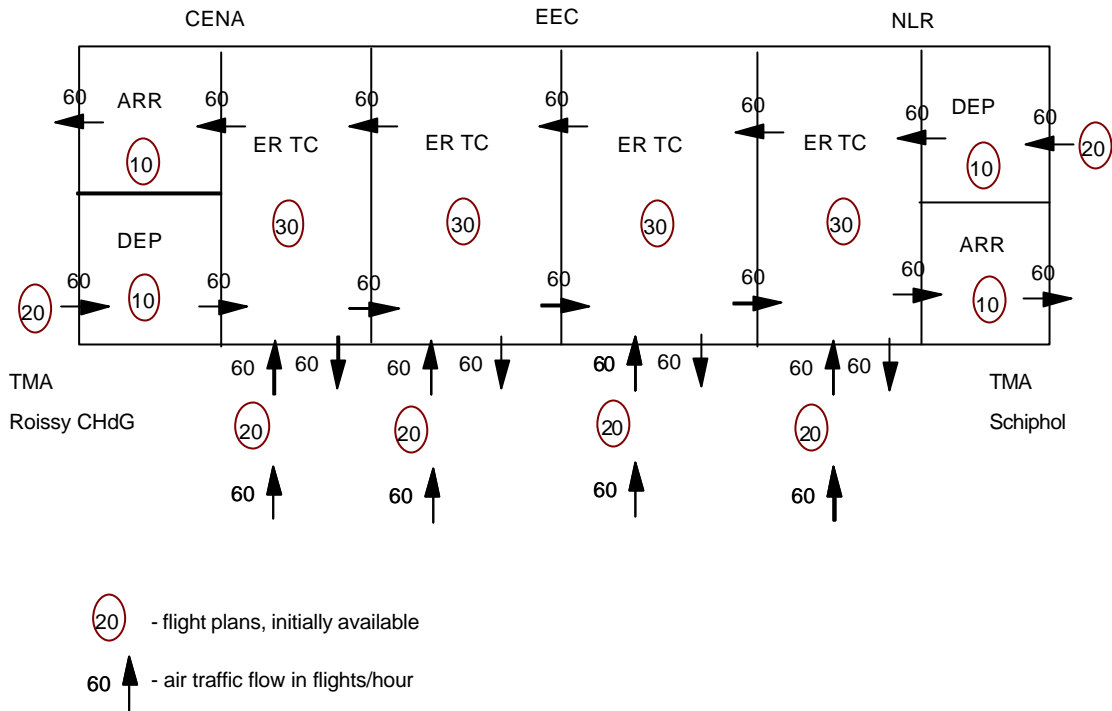 CENA EEC NLR
60 ARR 60 60 60 60 60 DEP 60
ER TC ER TC ER TC ER TC
10 10 20
30 30 30 30
DEP ARR
60 60 60 60 60 60 60
20 10 10
60 60 60 60 60 60 60 60
TMA TMA
Roissy CHdG Schiphol
20 20 20 20
60 60 60 60
20 - flight plans, initially available
60 - air traffic flow in flights/hour